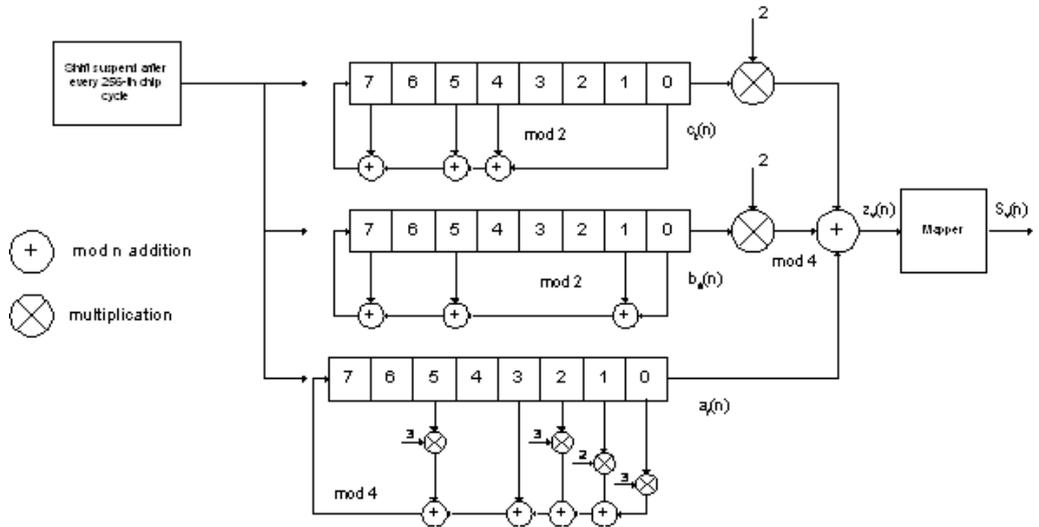 2
Shift suspend after
every 256-th chip
cycle
7 6 5 4 3 2 1 0
mod 2
+ + +
2
7 6 5 4 3 2 1 0
mod 2
+ + +
mod 4
+
Mapper
+ mod n addition
multiplication
7 6 5 4 3 2 1 0
3 3 2 3
mod 4
+ + + +